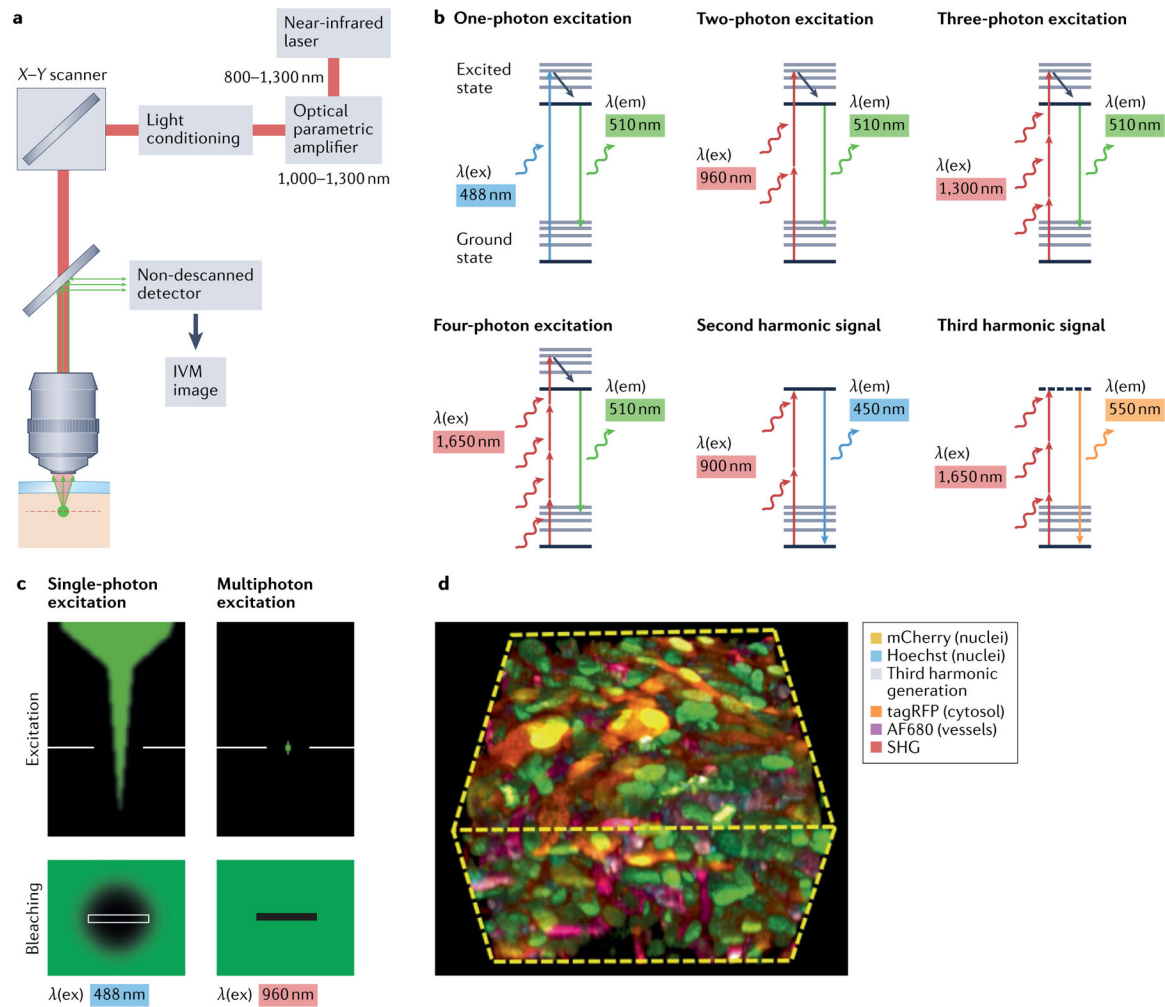 a
Near-infrared
laser
X–Y scanner
800–1,300 nm
Light
conditioning
Optical
parametric
amplifier
1,000–1,300 nm
Non-descanned
detector
IVM
image
b
One-photon excitation
Excited
state
λ(em)
510 nm
λ(ex)
488 nm
Ground
state
Two-photon excitation
λ(em)
510 nm
λ(ex)
960 nm
Three-photon excitation
λ(em)
510 nm
λ(ex)
1,300 nm
Four-photon excitation
λ(em)
510 nm
λ(ex)
1,650 nm
Second harmonic signal
λ(em)
450 nm
λ(ex)
900 nm
Third harmonic signal
λ(em)
550 nm
λ(ex)
1,650 nm
c
Single-photon
excitation
Multiphoton
excitation
Excitation
Bleaching
λ(ex) 488 nm
λ(ex) 960 nm
d
mCherry (nuclei)
Hoechst (nuclei)
Third harmonic
generation
tagRFP (cytosol)
AF680 (vessels)
SHG